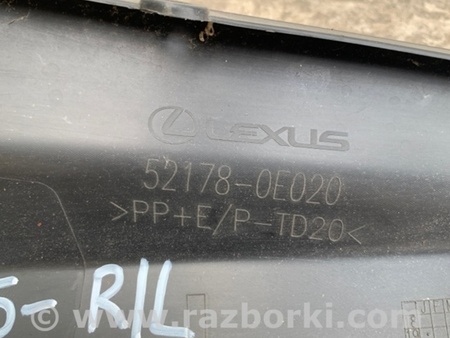 LEXUS
52178-0E020
>PP+E/P-TD20<
5-R/L
© www.razborki.com